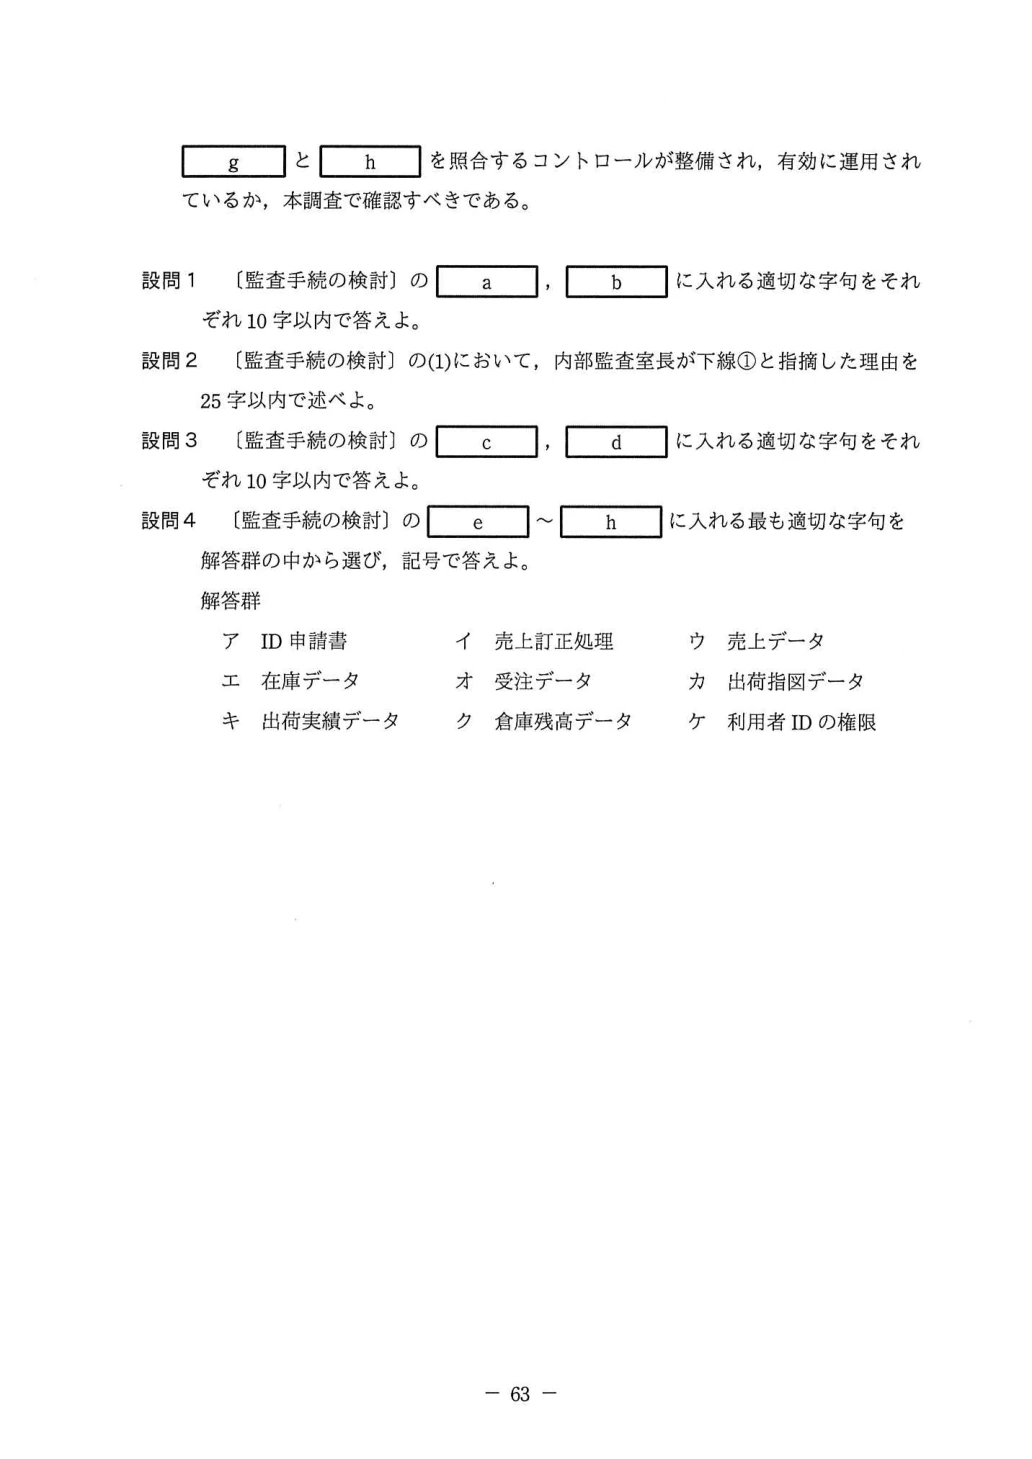 g と h を照合するコントロールが整備され，有効に運用され
ているか，本調査で確認すべきである。
設問1 〔監査手続の検討〕の a ， b に入れる適切な字句をそれ
ぞれ10字以内で答えよ。
設問2 〔監査手続の検討〕の(1)において，内部監査室長が下線①と指摘した理由を
25字以内で述べよ。
設問3 〔監査手続の検討〕の c ， d に入れる適切な字句をそれ
ぞれ10字以内で答えよ。
設問4 〔監査手続の検討〕の e ～ h に入れる最も適切な字句を
解答群の中から選び，記号で答えよ。
解答群
ア ID申請書 イ 売上訂正処理 ウ 売上データ
エ 在庫データ オ 受注データ カ 出荷指図データ
キ 出荷実績データ ク 倉庫残高データ ケ 利用者IDの権限
－ 63 －